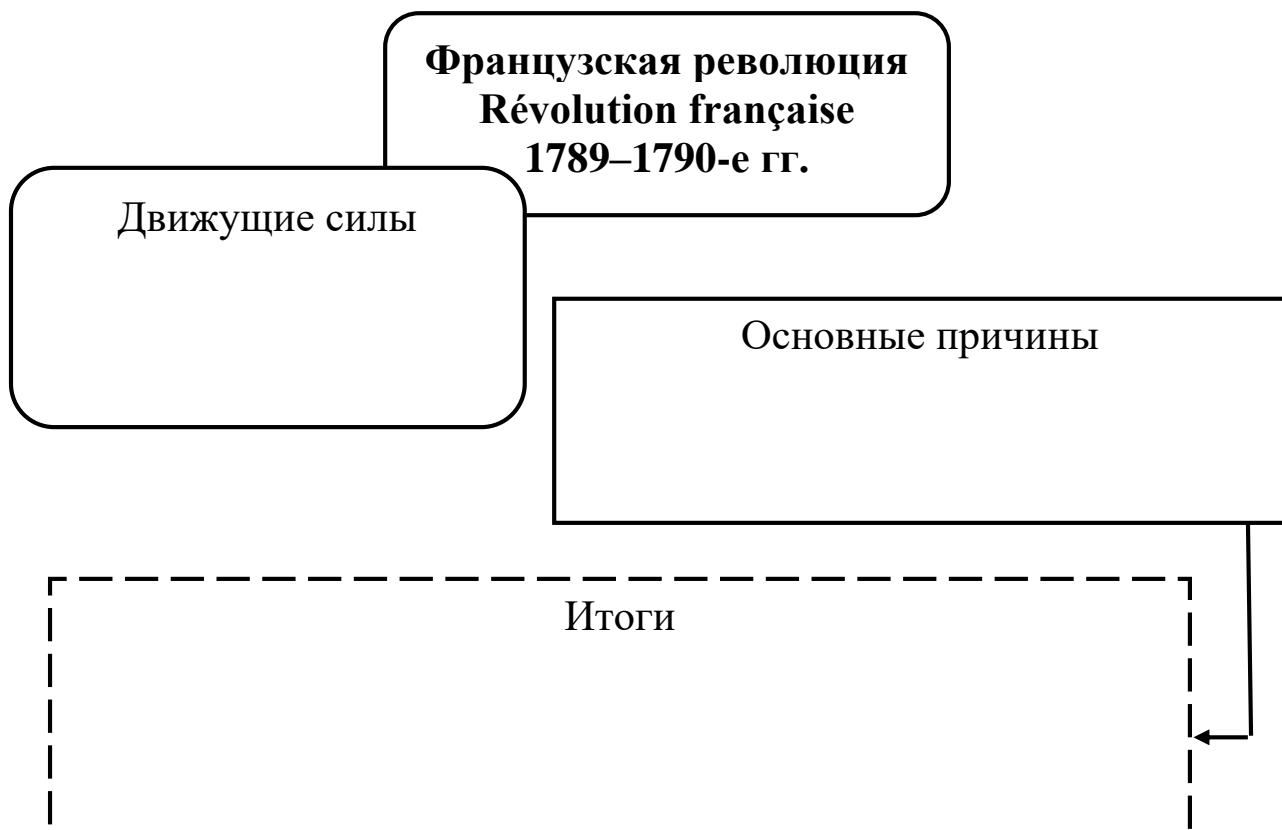 Французская революция
Révolution française
1789–1790-е гг.
Движущие силы
Основные причины
Итоги